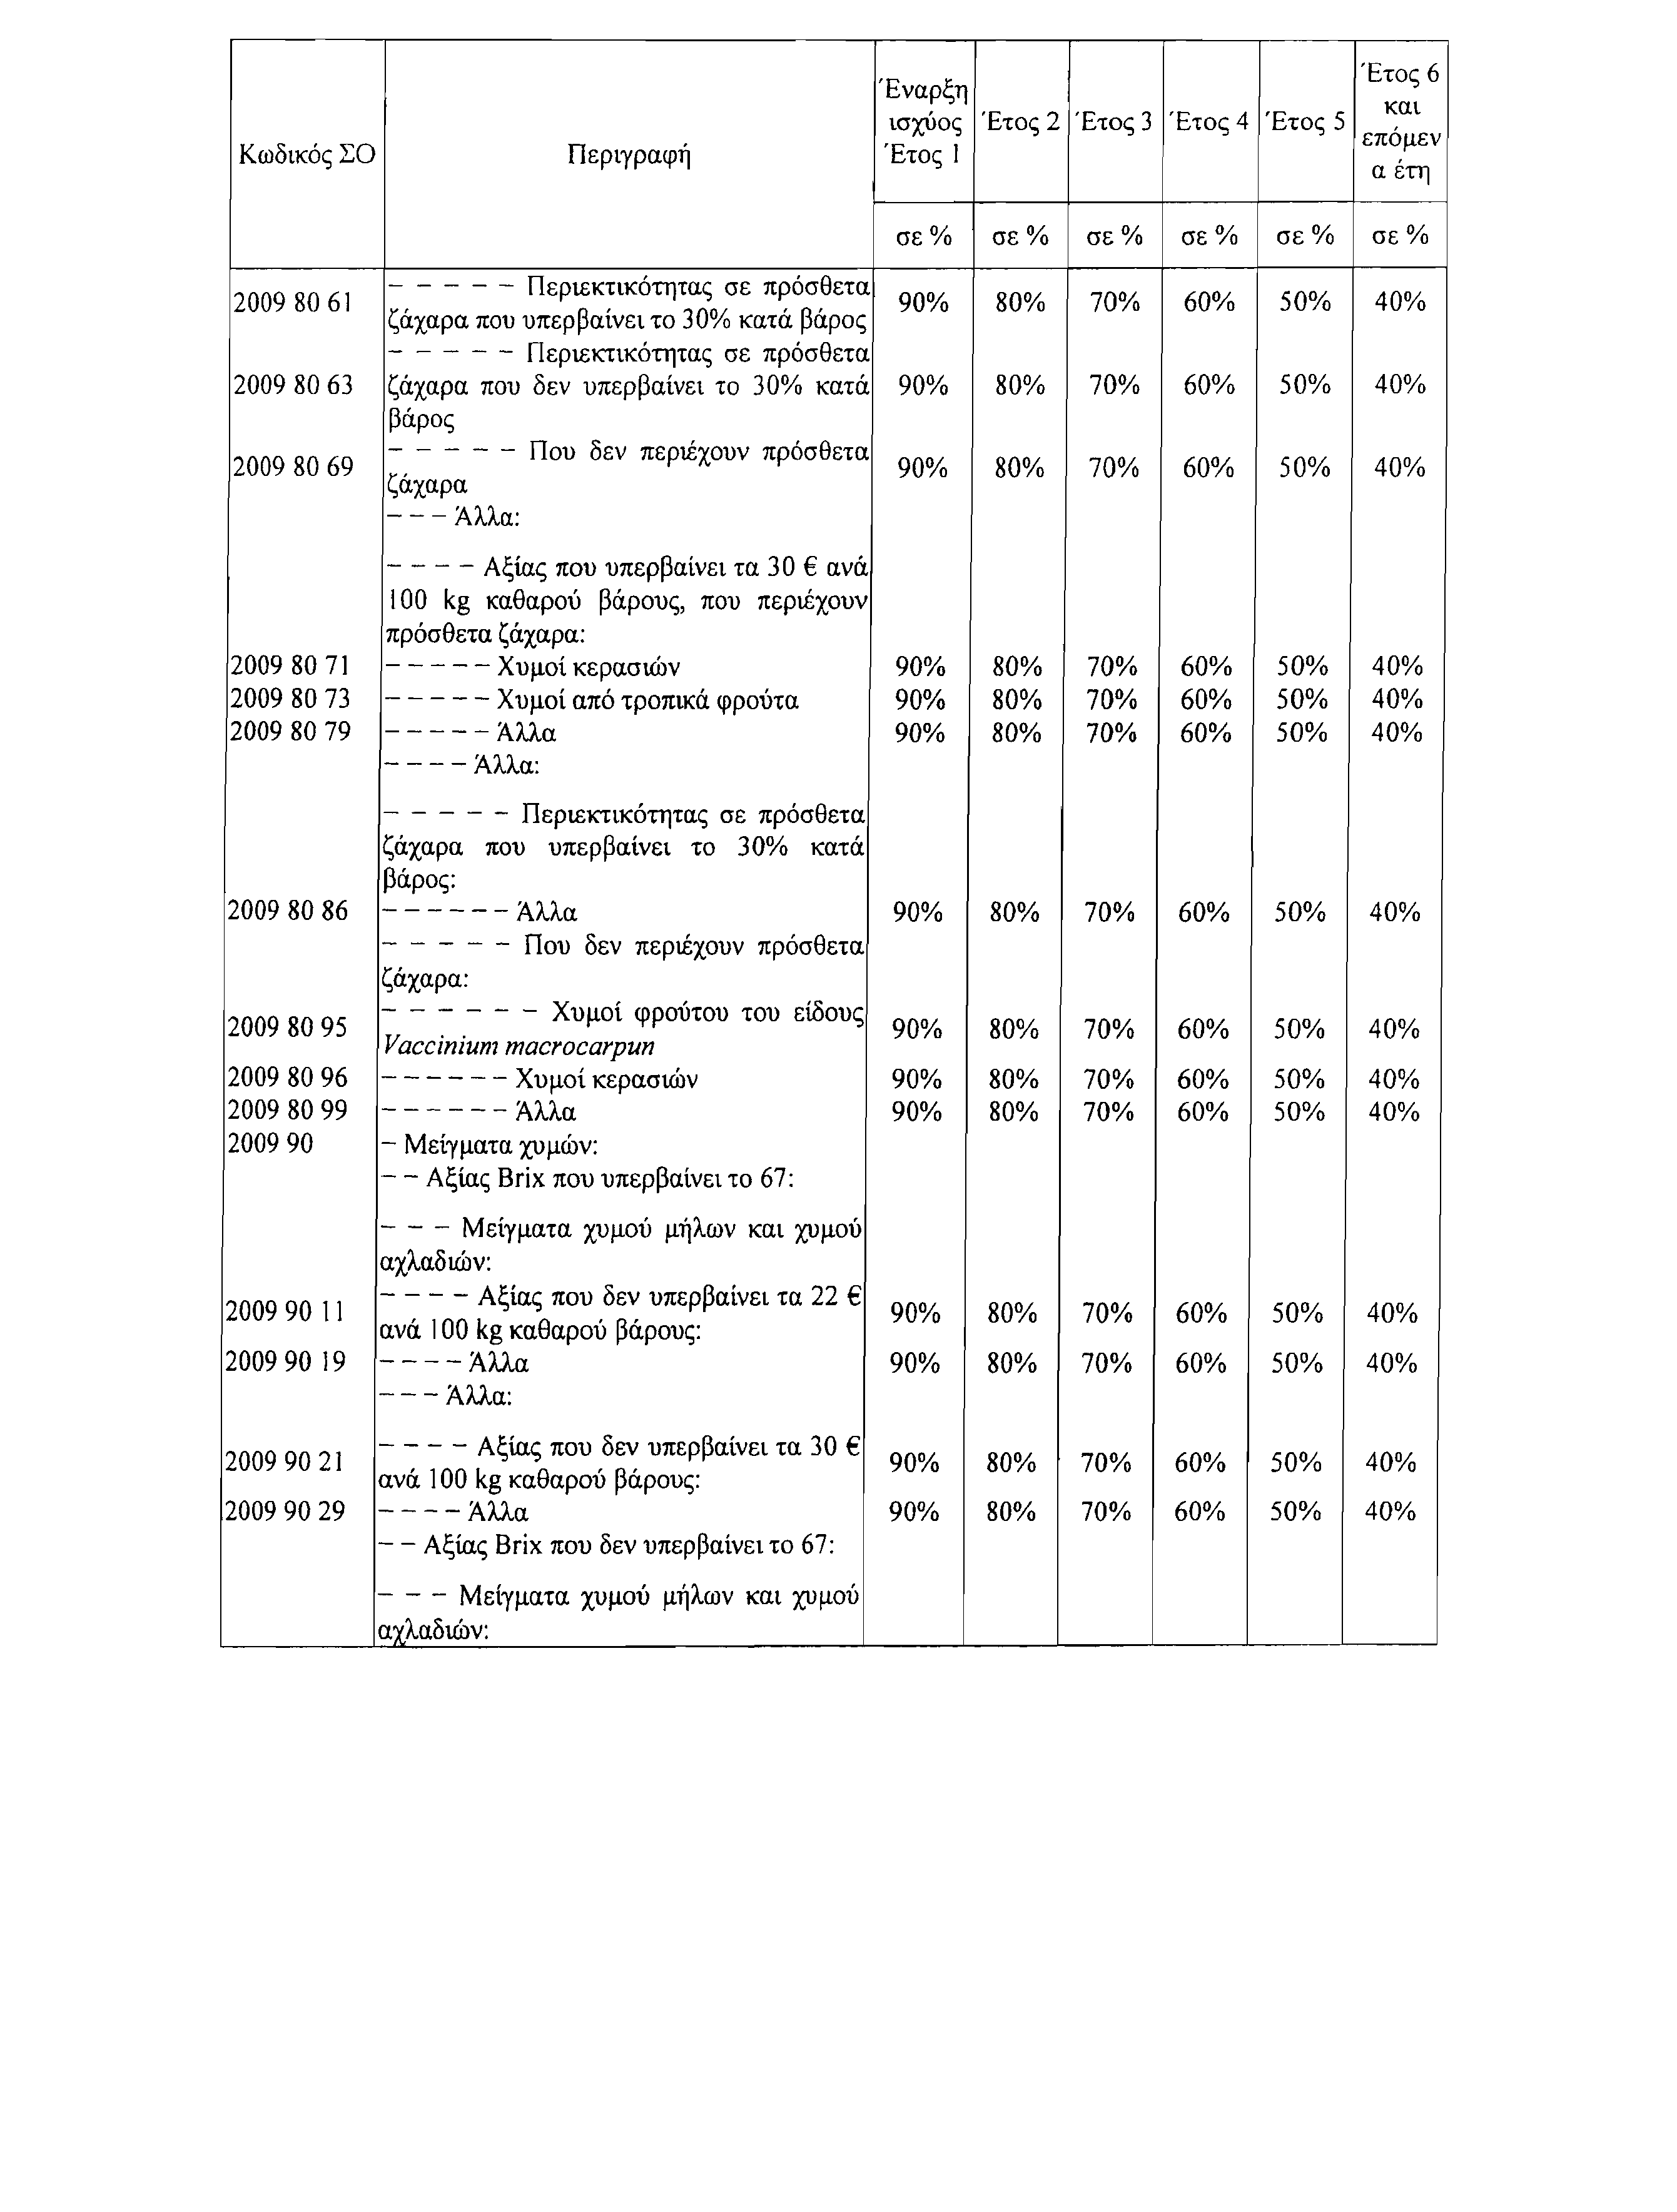 Κωδικός ΣΟ Περιγραφή Έναρξη ισχύος Έτος 1 Έτος 2 Έτος 3 Έτος 4 Έτος 5 Έτος 6 και επόμεν α έτη
σε % σε % σε % σε % σε % σε %
2009 80 61 – – – – – Περιεκτικότητας σε πρόσθετα
ζάχαρα που υπερβαίνει το 30% κατά βάρος 90% 80% 70% 60% 50% 40%
– – – – – Περιεκτικότητας σε πρόσθετα
2009 80 63 ζάχαρα που δεν υπερβαίνει το 30% κατά 90% 80% 70% 60% 50% 40%
βάρος
2009 80 69 – – – – – Που δεν περιέχουν πρόσθετα
ζάχαρα 90% 80% 70% 60% 50% 40%
– – – Άλλα:
– – – – Αξίας που υπερβαίνει τα 30 € ανά
100 kg καθαρού βάρους, που περιέχουν
πρόσθετα ζάχαρα:
2009 80 71 – – – – – Χυμοί κερασιών 90% 80% 70% 60% 50% 40%
2009 80 73 – – – – – Χυμοί από τροπικά φρούτα 90% 80% 70% 60% 50% 40%
2009 80 79 – – – – – Άλλα 90% 80% 70% 60% 50% 40%
– – – – Άλλα:
– – – – – Περιεκτικότητας σε πρόσθετα
ζάχαρα που υπερβαίνει το 30% κατά
βάρος:
2009 80 86 – – – – – – Άλλα 90% 80% 70% 60% 50% 40%
– – – – – Που δεν περιέχουν πρόσθετα
ζάχαρα:
2009 80 95 – – – – – – Χυμοί φρούτου του είδους
Vaccinium macrocarpun 90% 80% 70% 60% 50% 40%
2009 80 96 – – – – – – Χυμοί κερασιών 90% 80% 70% 60% 50% 40%
2009 80 99 – – – – – – Άλλα 90% 80% 70% 60% 50% 40%
2009 90 – Μείγματα χυμών:
– – Αξίας Brix που υπερβαίνει το 67:
– – – Μείγματα χυμού μήλων και χυμού
αχλαδιών:
2009 90 11 – – – – Αξίας που δεν υπερβαίνει τα 22 €
ανά 100 kg καθαρού βάρους: 90% 80% 70% 60% 50% 40%
2009 90 19 – – – – Άλλα 90% 80% 70% 60% 50% 40%
– – – Άλλα:
2009 90 21 – – – – Αξίας που δεν υπερβαίνει τα 30 €
ανά 100 kg καθαρού βάρους: 90% 80% 70% 60% 50% 40%
2009 90 29 – – – – Άλλα 90% 80% 70% 60% 50% 40%
– – Αξίας Brix που δεν υπερβαίνει το 67:
– – – Μείγματα χυμού μήλων και χυμού
αχλαδιών: